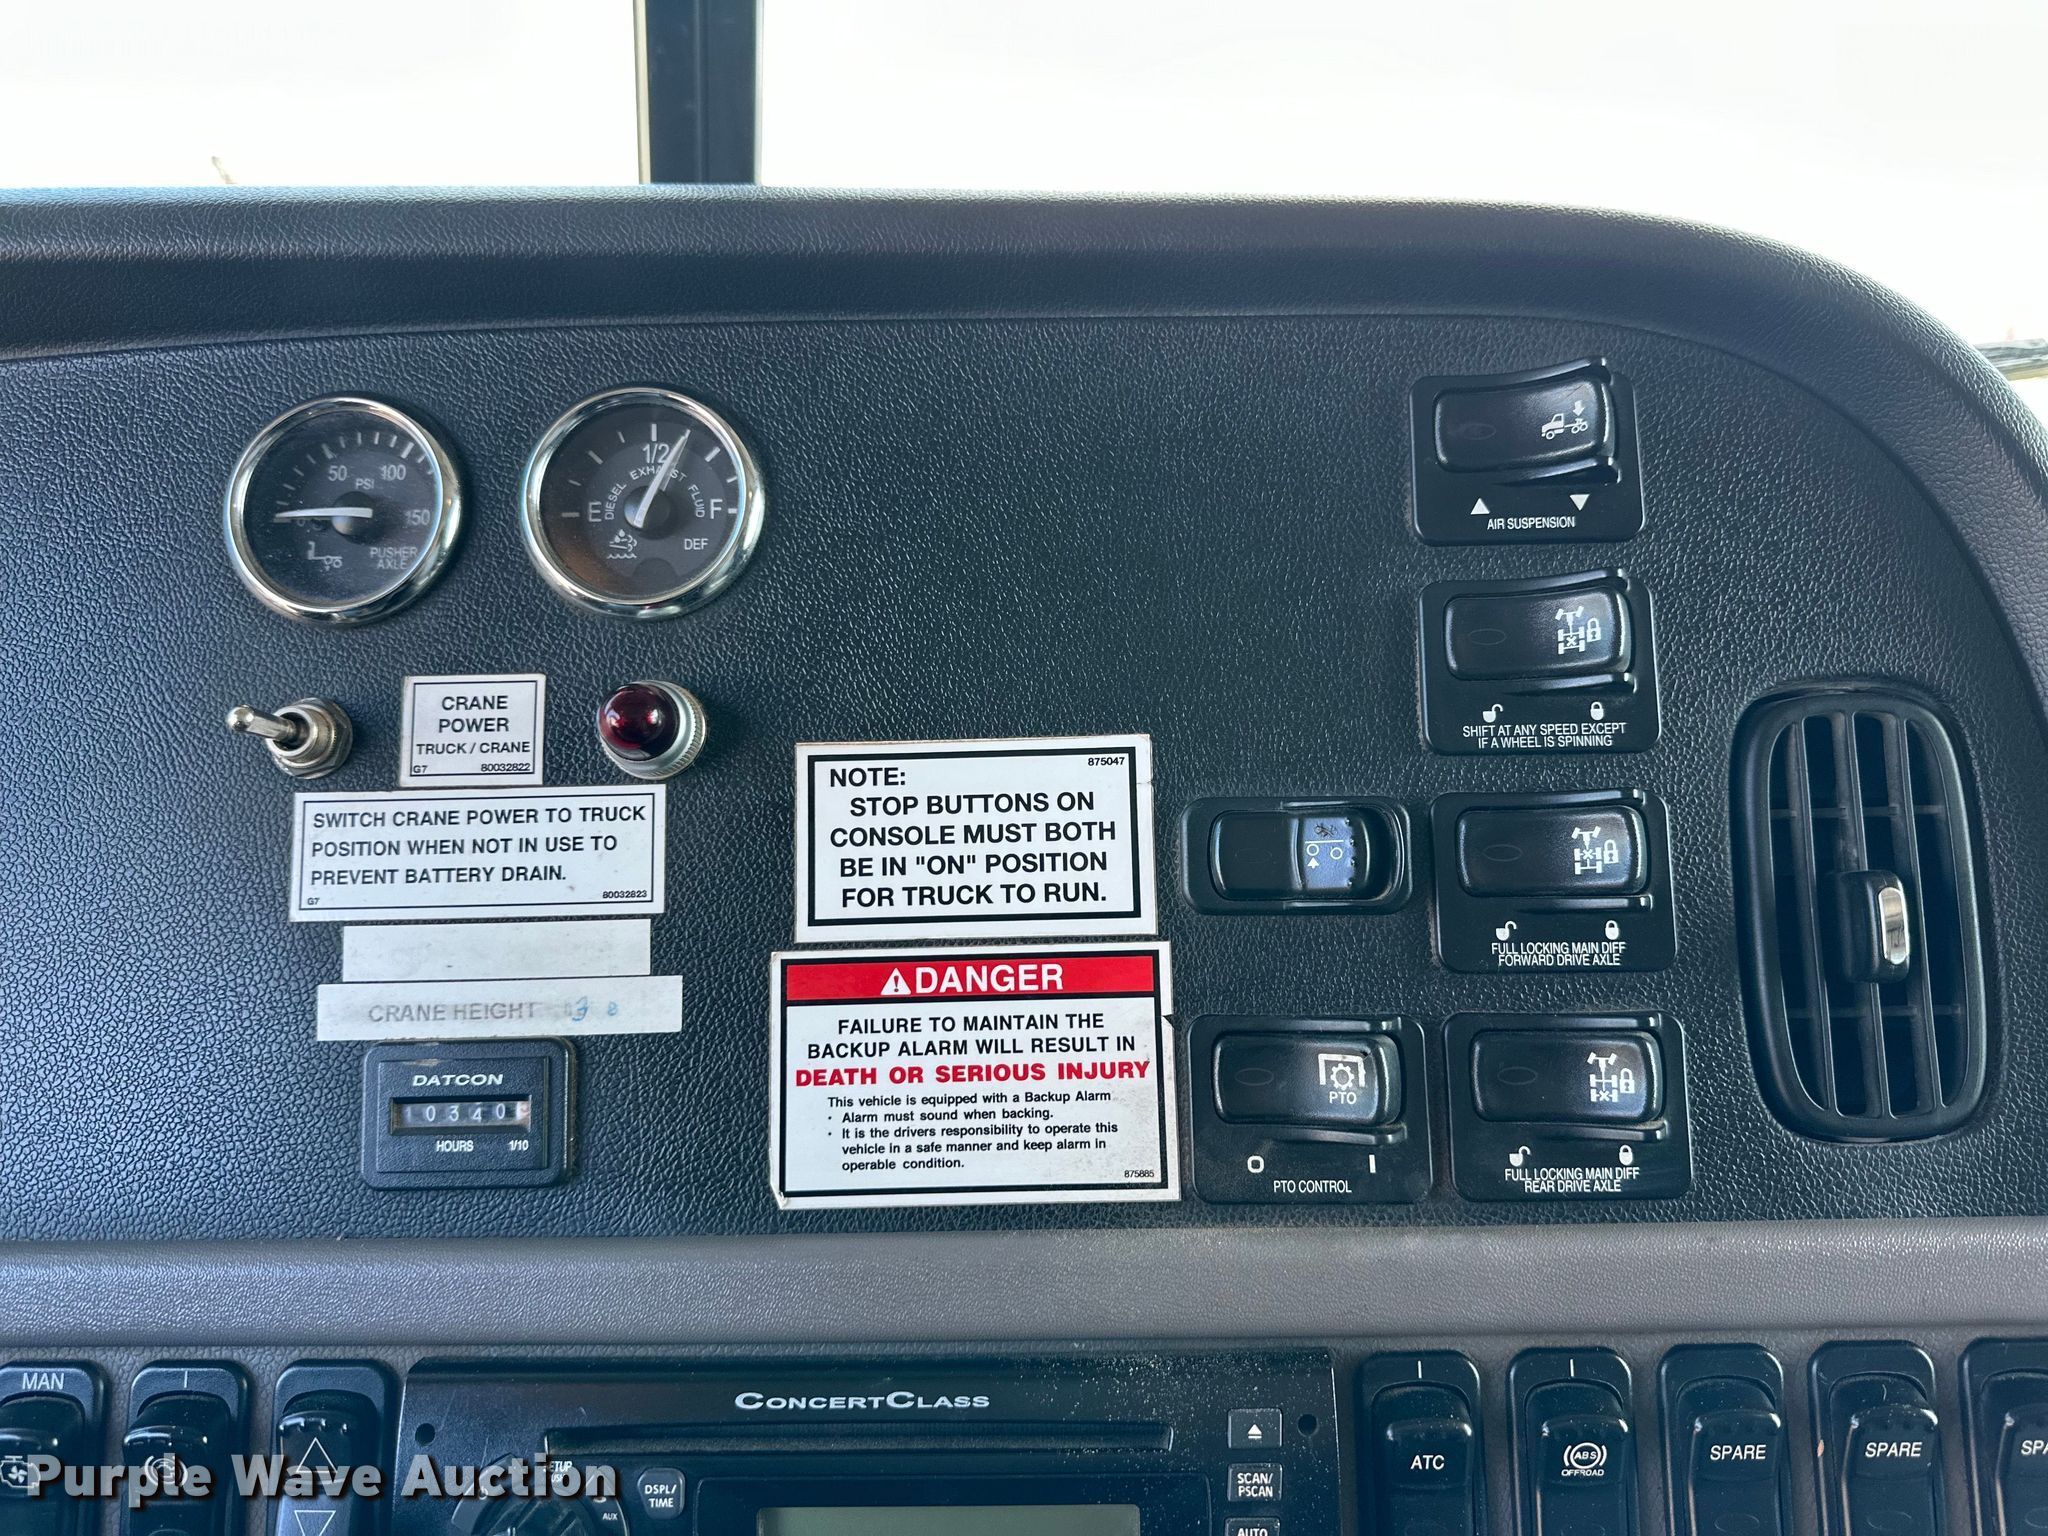 50
100
PSI
150
PUSHER
AXLE
1/2
DIESEL EXHAUST FLUID
E
F
DEF
AIR SUSPENSION
SHIFT AT ANY SPEED EXCEPT
IF A WHEEL IS SPINNING
CRANE
POWER
TRUCK / CRANE
G7 80032822
SWITCH CRANE POWER TO TRUCK
POSITION WHEN NOT IN USE TO
PREVENT BATTERY DRAIN.
G7 80032823
CRANE HEIGHT
DATCON
0340
HOURS 1/10
875047
NOTE:
STOP BUTTONS ON
CONSOLE MUST BOTH
BE IN "ON" POSITION
FOR TRUCK TO RUN.
DANGER
FAILURE TO MAINTAIN THE
BACKUP ALARM WILL RESULT IN
DEATH OR SERIOUS INJURY
This vehicle is equipped with a Backup Alarm
· Alarm must sound when backing.
· It is the drivers responsibility to operate this
vehicle in a safe manner and keep alarm in
operable condition.
875885
FULL LOCKING MAIN DIFF
FORWARD DRIVE AXLE
PTO
O I
PTO CONTROL
FULL LOCKING MAIN DIFF
REAR DRIVE AXLE
MAN
I
CONCERTCLASS
SETUP
AUX
DSPL/
TIME
SCAN/
PSCAN
AUTO
I
ATC
I
ABS
OFFROAD
SPARE
SPARE
Purple Wave Auction